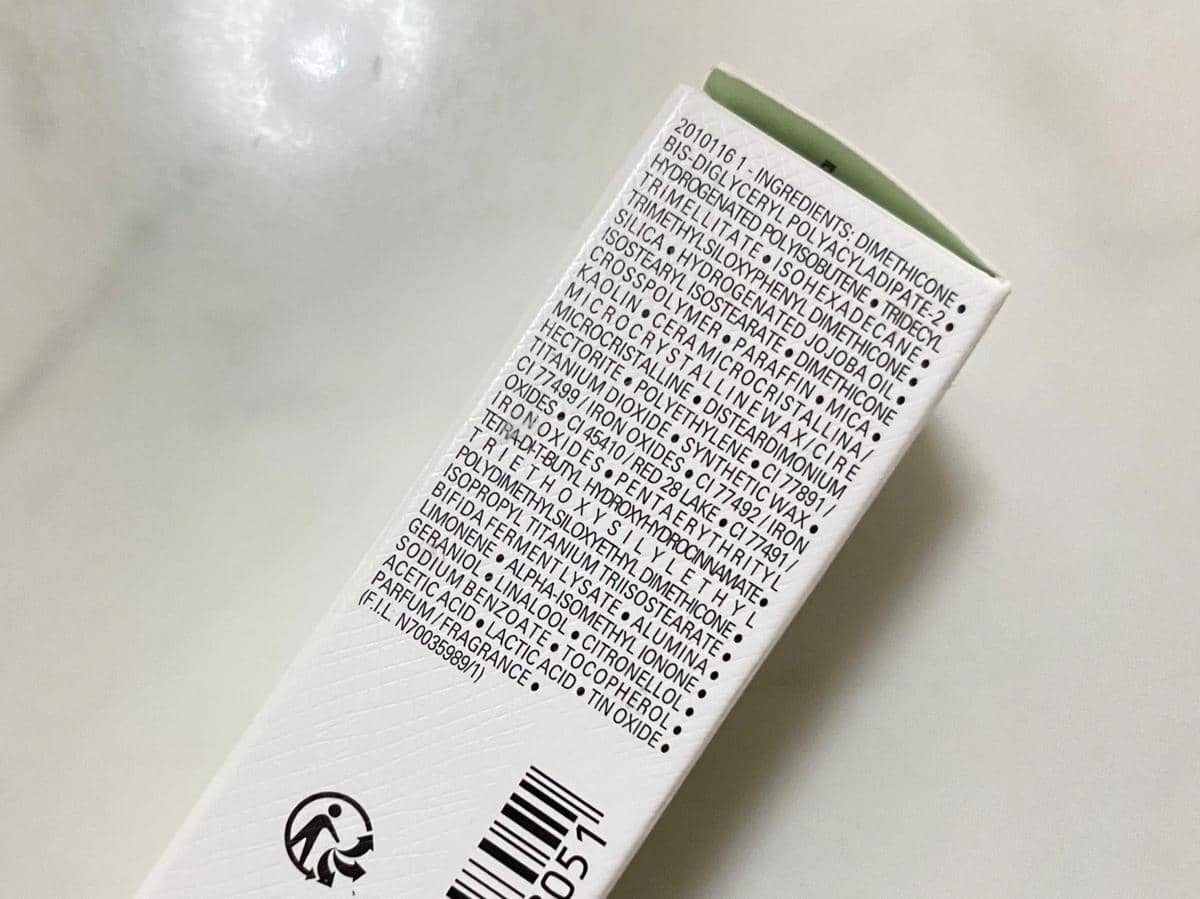 2010116 1 - INGREDIENTS: DIMETHICONE •
BIS-DIGLYCERYL POLYACYLADIPATE-2 •
HYDROGENATED POLYISOBUTENE • TRIDECYL
TRIMELLITATE • ISOHEXADECANE •
TRIMETHYLSILOXYPHENYL DIMETHICONE •
SILICA • HYDROGENATED JOJOBA OIL •
ISOSTEARYL ISOSTEARATE • DIMETHICONE
CROSSPOLYMER • PARAFFIN • MICA •
KAOLIN • CERA MICROCRISTALLINA /
MICROCRYSTALLINE WAX / CIRE
MICROCRISTALLINE • DISTEARDIMONIUM
HECTORITE • POLYETHYLENE • CI 77891 /
TITANIUM DIOXIDE • SYNTHETIC WAX •
CI 77499 / IRON OXIDES • CI 77492 / IRON
OXIDES • CI 45410 / RED 28 LAKE • CI 77491 /
IRON OXIDES • PENTAERYTHRITYL
TETRA-DI-T-BUTYL HYDROXYHYDROCINNAMATE •
TRIETHOXYSILYLETHYL
POLYDIMETHYLSILOXYETHYL DIMETHICONE •
ISOPROPYL TITANIUM TRIISOSTEARATE •
BIFIDA FERMENT LYSATE • ALUMINA •
LIMONENE • ALPHA-ISOMETHYL IONONE •
GERANIOL • LINALOOL • CITRONELLOL •
SODIUM BENZOATE • TOCOPHEROL •
ACETIC ACID • LACTIC ACID • TIN OXIDE •
PARFUM / FRAGRANCE •
(F.I.L. N70035989/1)
051